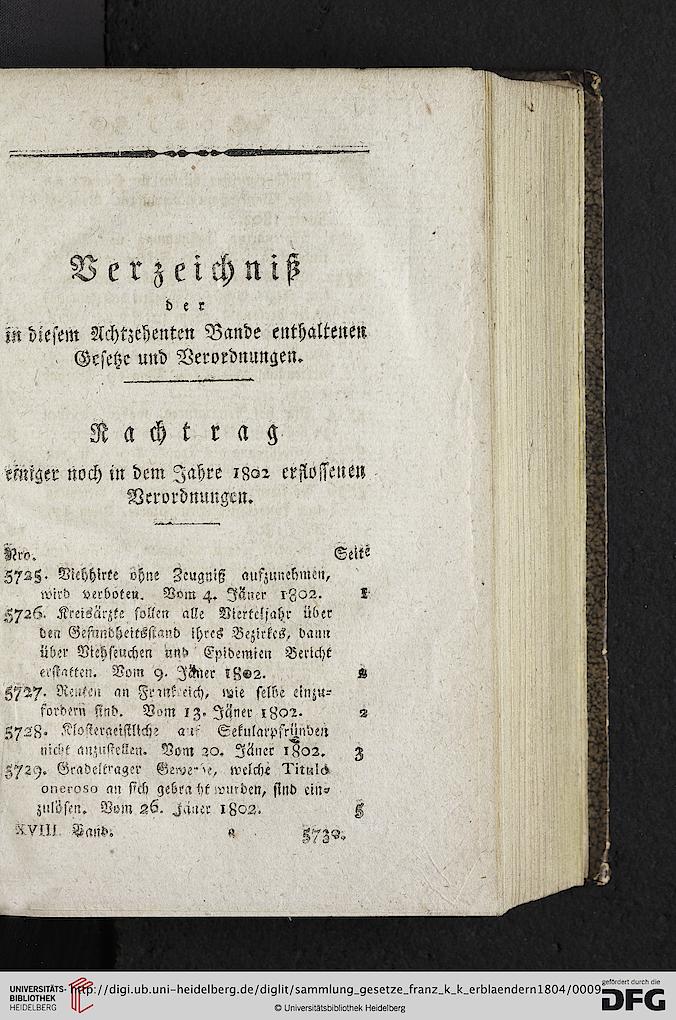 Verzeichniß
der
in diesem Achtzehenten Bande enthaltenen
Gesetze und Verordnungen.
Nachtrag
einiger noch in dem Jahre 1802 erflossenen
Verordnungen.
Nro. Seite
5725. Viehhirte ohne Zeugniß aufzunehmen,
wird verboten. Vom 4. Jäner 1802. 1
5726. Kreisärzte sollen alle Vierteljahr über
den Gesundheitsstand ihres Bezirkes, dann
über Viehseuchen und Epidemien Bericht
erstatten. Vom 9. Jäner 1802. 2
5727. Renten an Frankreich, wie selbe einzu-
fordern sind. Vom 13. Jäner 1802. 2
5728. Klostergeistliche auf Sekularpfründen
nicht anzustellen. Vom 20. Jäner 1802. 3
5729. Gradeltrager Gewerbe, welche Titulo
oneroso an sich gebracht wurden, sind ein-
zulösen. Vom 26. Jäner 1802. 5
XVIII. Band. a 5730.
UNIVERSITÄTS-
BIBLIOTHEK
HEIDELBERG
http://digi.ub.uni-heidelberg.de/diglit/sammlung_gesetze_franz_k_k_erblaendern1804/0009
© Universitätsbibliothek Heidelberg
gefördert durch die
DFG